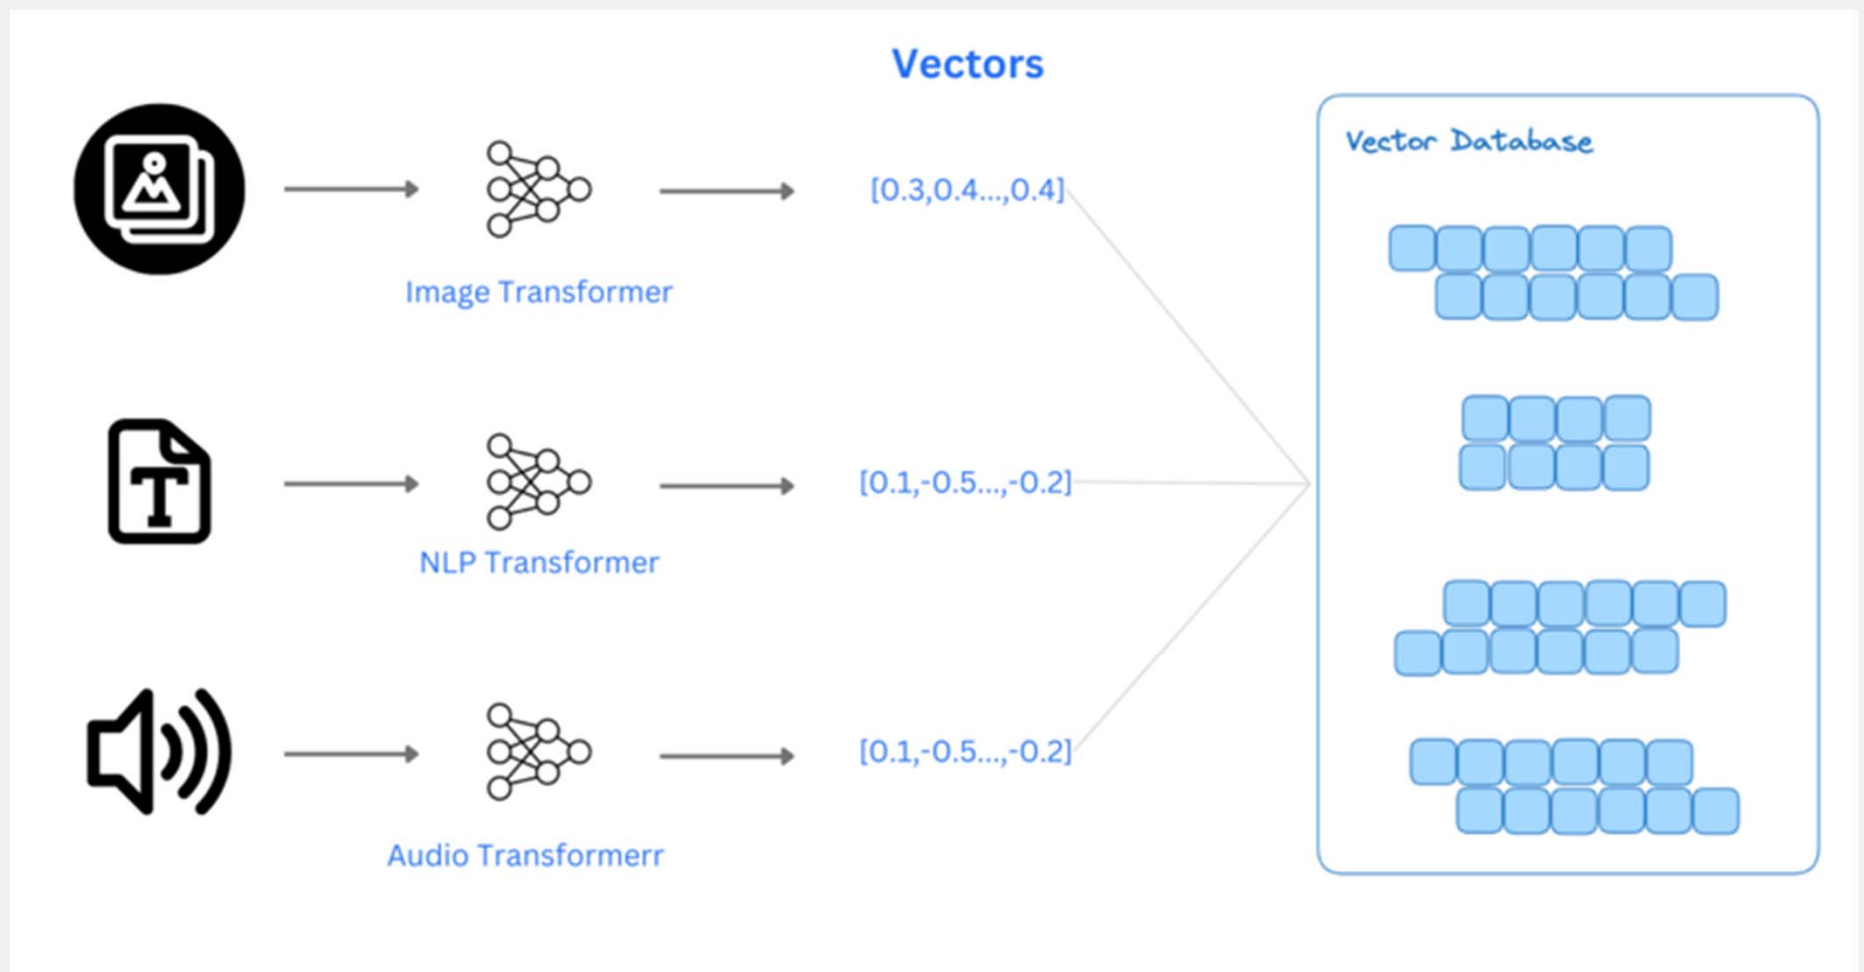 Vectors
Vector Database
[0.3,0.4...,0.4]
Image Transformer
T
[0.1,-0.5...,-0.2]
NLP Transformer
[0.1,-0.5...,-0.2]
Audio Transformerr